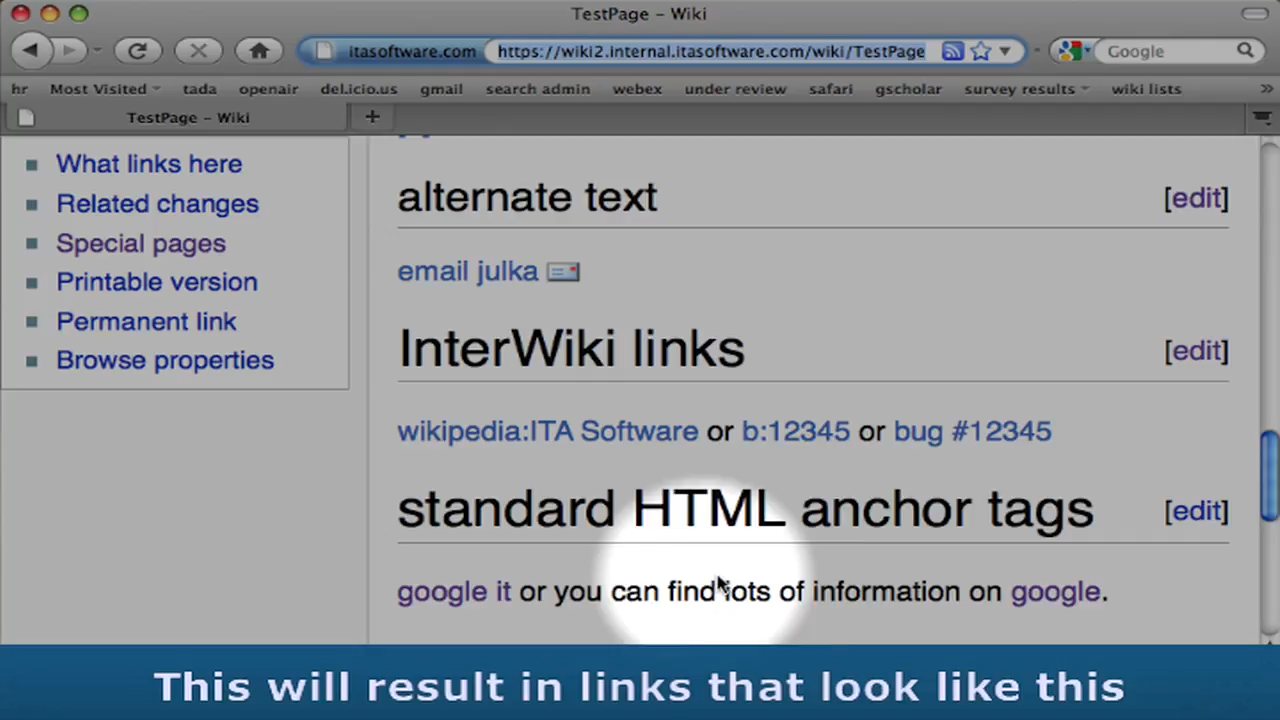 TestPage – Wiki
itasoftware.com https://wiki2.internal.itasoftware.com/wiki/TestPage Google
hr Most Visited tada openair del.icio.us gmail search admin webex under review safari gscholar survey results wiki lists »
TestPage – Wiki +
What links here
Related changes
Special pages
Printable version
Permanent link
Browse properties
alternate text [edit]
email julka
InterWiki links [edit]
wikipedia:ITA Software or b:12345 or bug #12345
standard HTML anchor tags [edit]
google it or you can find lots of information on google.
This will result in links that look like this